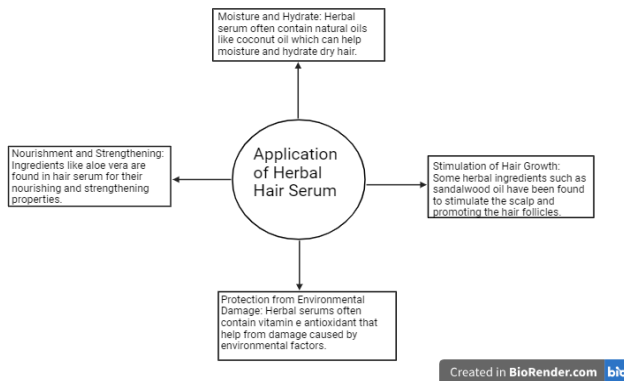 Moisture and Hydrate: Herbal
serum often contain natural oils
like coconut oil which can help
moisture and hydrate dry hair.
Nourishment and Strengthening:
Ingredients like aloe vera are
found in hair serum for their
nourishing and strengthening
properties.
Application
of Herbal
Hair Serum
Stimulation of Hair Growth:
Some herbal ingredients such as
sandalwood oil have been found
to stimulate the scalp and
promoting the hair follicles.
Protection from Environmental
Damage: Herbal serums often
contain vitamin e antioxidant that
help from damage caused by
environmental factors.
Created in BioRender.com bio